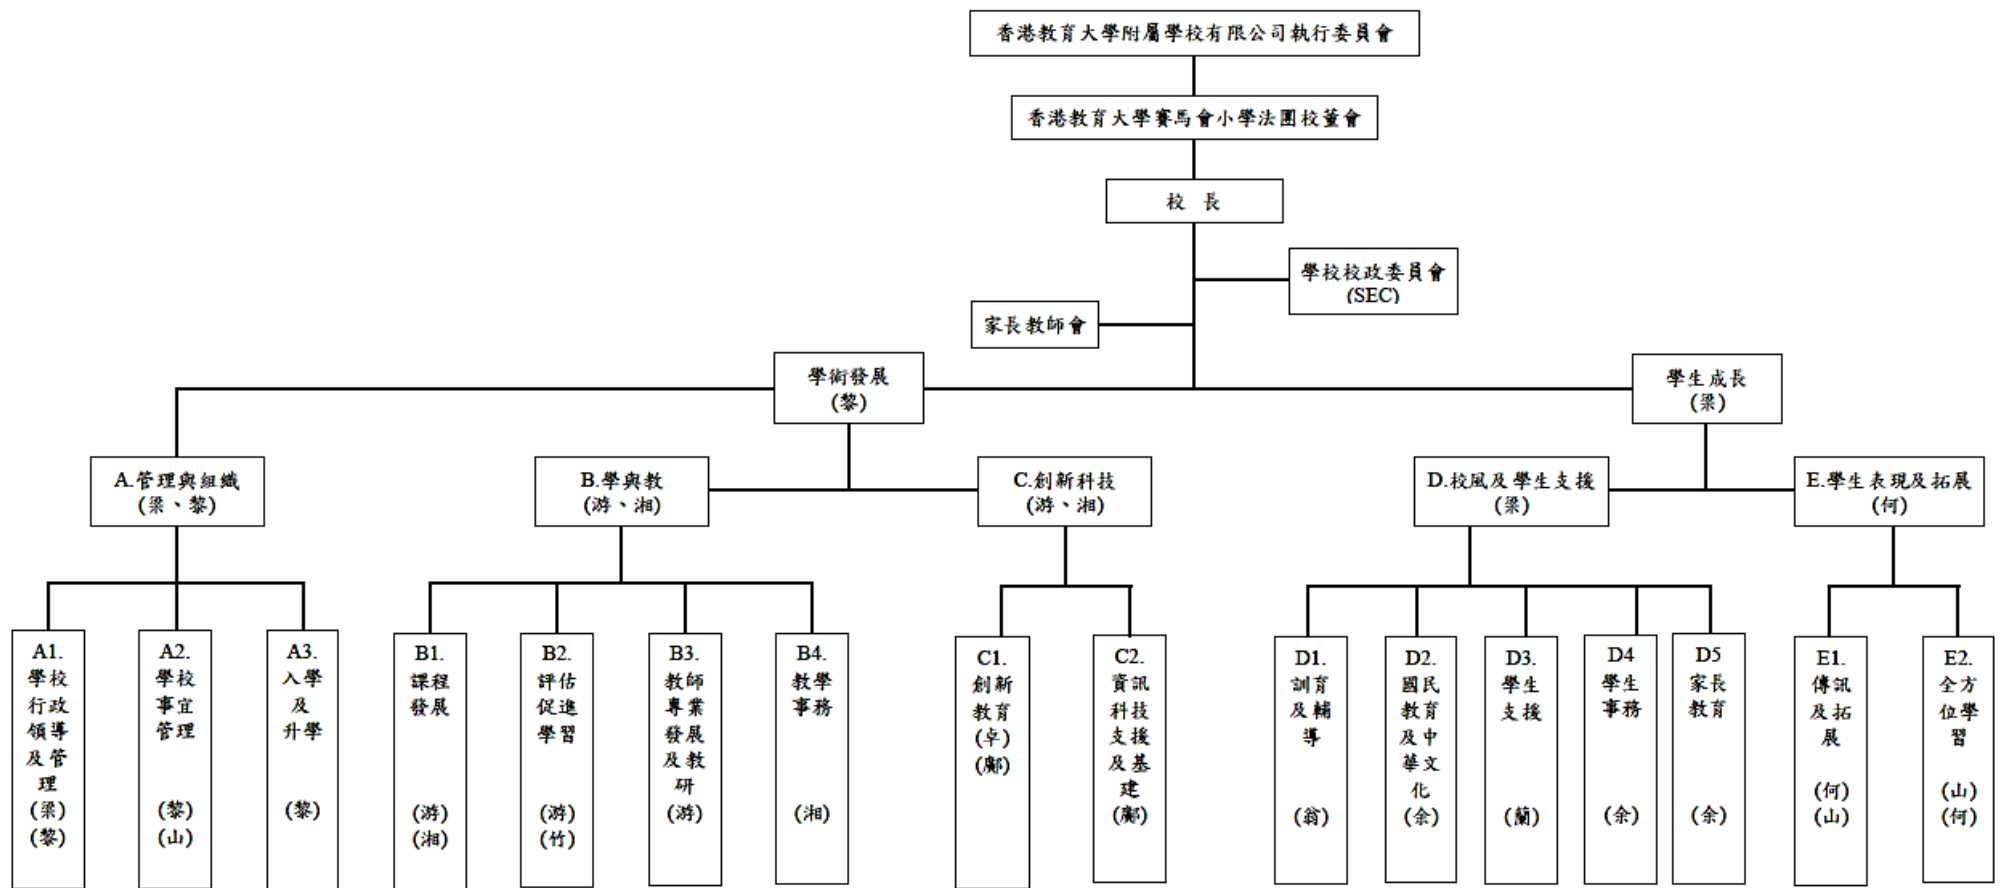 香港教育大學附屬學校有限公司執行委員會
香港教育大學賽馬會小學法團校董會
校 長
學校校政委員會
(SEC)
家長教師會
學術發展
(黎)
學生成長
(梁)
A.管理與組織
(梁、黎)
B.學與教
(游、湘)
C.創新科技
(游、湘)
D.校風及學生支援
(梁)
E.學生表現及拓展
(何)
A1.
學校
行政
領導
及管
理
(梁)
(黎)
A2.
學校
事宜
管理
(黎)
(山)
A3.
入學
及
升學
(黎)
B1.
課程
發展
(游)
(湘)
B2.
評估
促進
學習
(游)
(竹)
B3.
教師
專業
發展
及教
研
(游)
B4.
教學
事務
(湘)
C1.
創新
教育
(卓)
(鄺)
C2.
資訊
科技
支援
及基
建
(鄺)
D1.
訓育
及輔
導
(翁)
D2.
國民
教育
及中
華文
化
(余)
D3.
學生
支援
(蘭)
D4
學生
事務
(余)
D5
家長
教育
(余)
E1.
傳訊
及拓
展
(何)
(山)
E2.
全方
位學
習
(山)
(何)